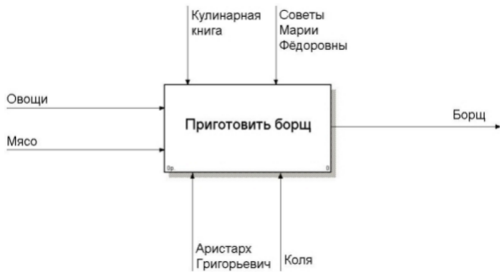 Кулинарная
книга
Советы
Марии
Фёдоровны
Овощи
Приготовить борщ
Борщ
Мясо
Аристарх
Григорьевич
Коля